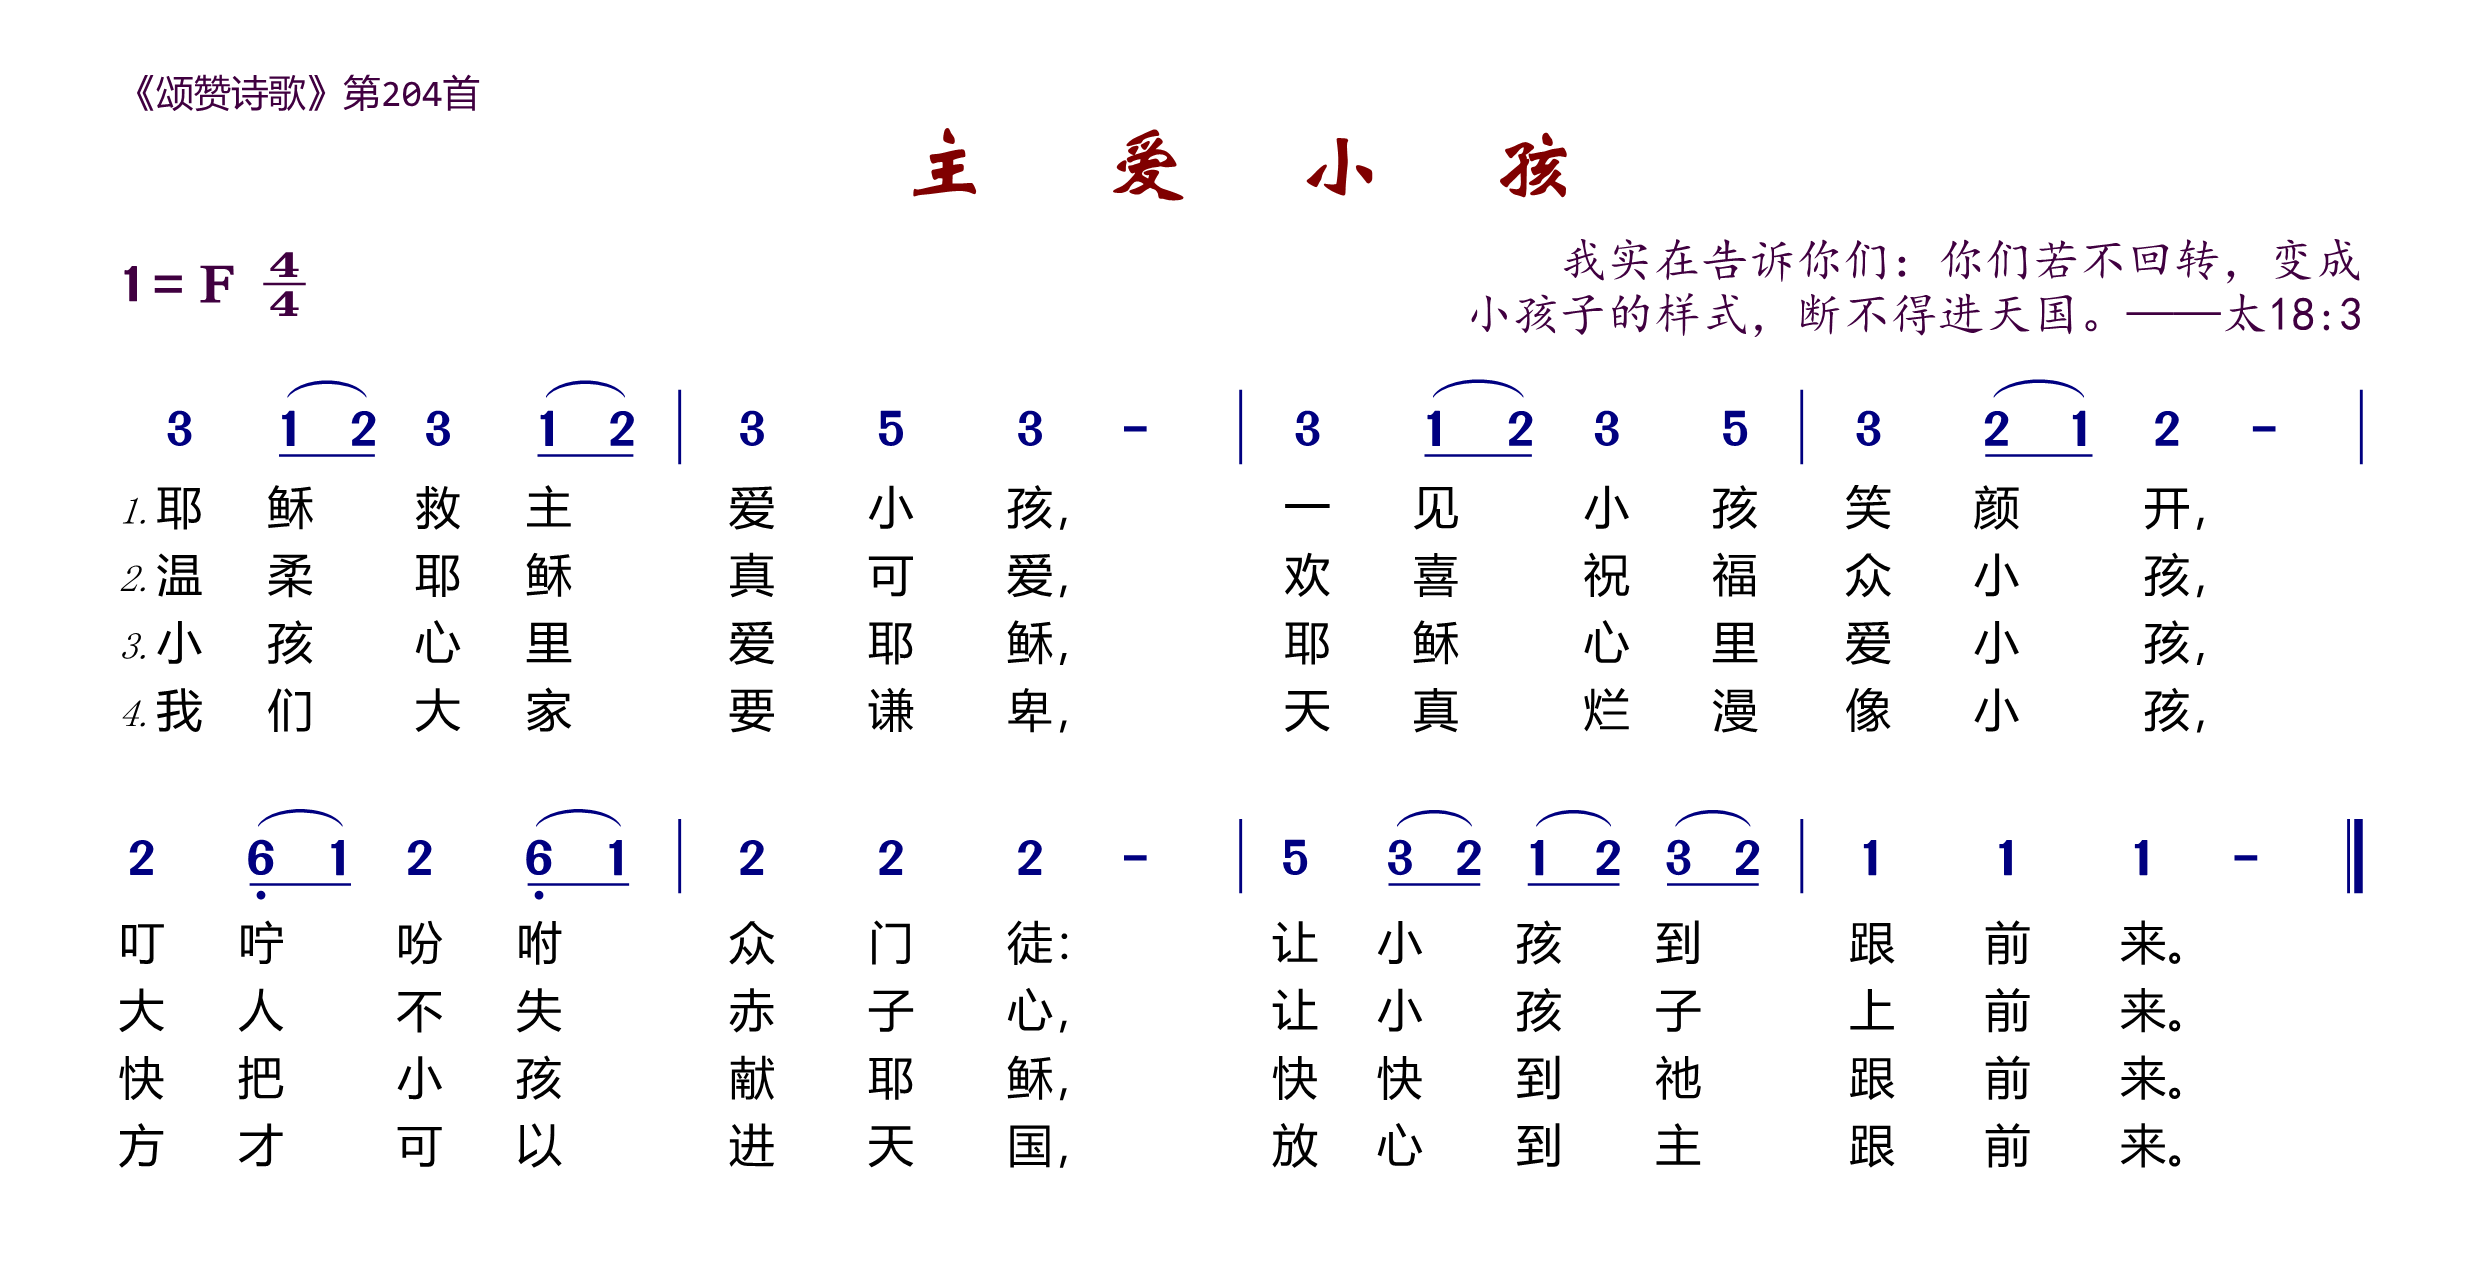 《颂赞诗歌》第204首
主爱小孩
1=F 4/4
我实在告诉你们：你们若不回转，变成
小孩子的样式，断不得进天国。——太18:3
3 1 2 3 1 2 | 3 5 3 - | 3 1 2 3 5 | 3 2 1 2 - |
1.耶稣救主爱小孩，一见小孩笑颜开，
2.温柔耶稣真可爱，欢喜祝福众小孩，
3.小孩心里爱耶稣，耶稣心里爱小孩，
4.我们大家要谦卑，天真烂漫像小孩，
2 6̣ 1 2 6̣ 1 | 2 2 2 - | 5 3 2 1 2 3 2 | 1 1 1 - ‖
叮咛吩咐众门徒：让小孩到跟前来。
大人不失赤子心，让小孩子上前来。
快把小孩献耶稣，快快到祂跟前来。
方才可以进天国，放心到主跟前来。